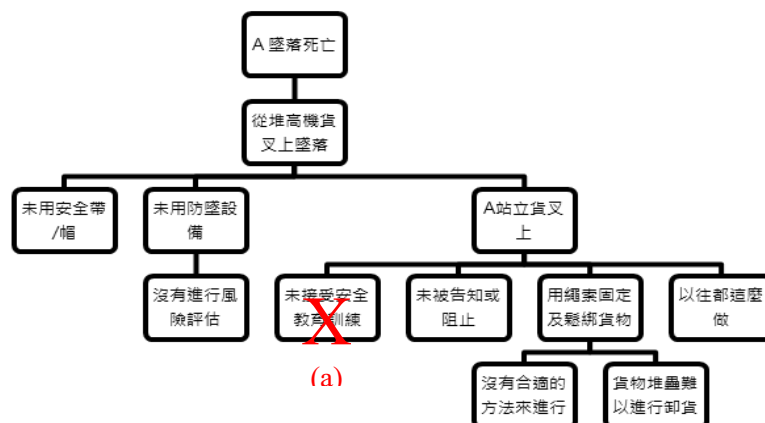 A 墜落死亡
從堆高機貨
叉上墜落
未用安全帶
/帽
未用防墜設
備
A站立貨叉
上
沒有進行風
險評估
未接受安全
教育訓練
X
(a)
未被告知或
阻止
用繩索固定
及鬆綁貨物
以往都這麼
做
沒有合適的
方法來進行
貨物堆疊難
以進行卸貨